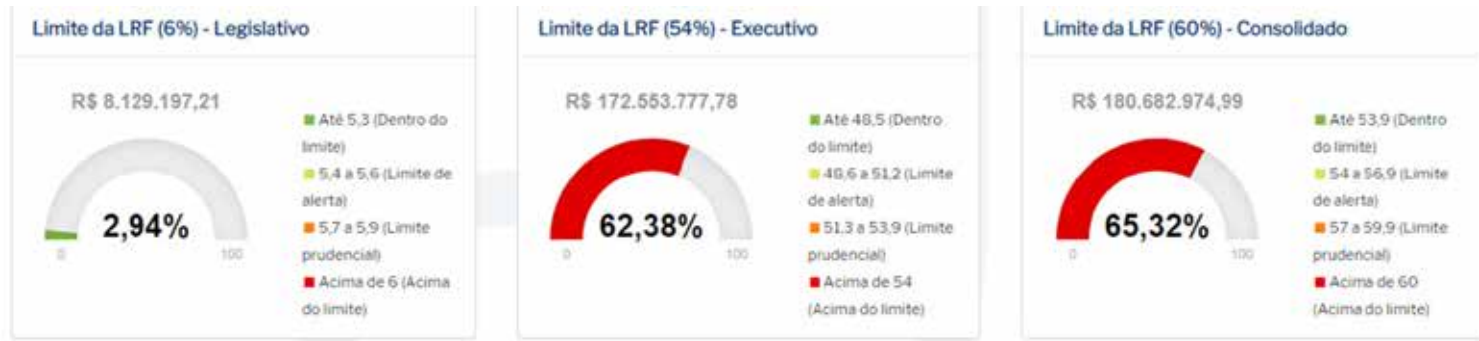 Limite da LRF (6%) - Legislativo
R$ 8.129.197,21
2,94%
0
100
Até 5,3 (Dentro do
limite)
5,4 a 5,6 (Limite de
alerta)
5,7 a 5,9 (Limite
prudencial)
Acima de 6 (Acima
do limite)
Limite da LRF (54%) - Executivo
R$ 172.553.777,78
62,38%
0
100
Até 48,5 (Dentro
do limite)
48,6 a 51,2 (Limite
de alerta)
51,3 a 53,9 (Limite
prudencial)
Acima de 54
(Acima do limite)
Limite da LRF (60%) - Consolidado
R$ 180.682.974,99
65,32%
0
100
Até 53,9 (Dentro
do limite)
54 a 56,9 (Limite
de alerta)
57 a 59,9 (Limite
prudencial)
Acima de 60
(Acima do limite)